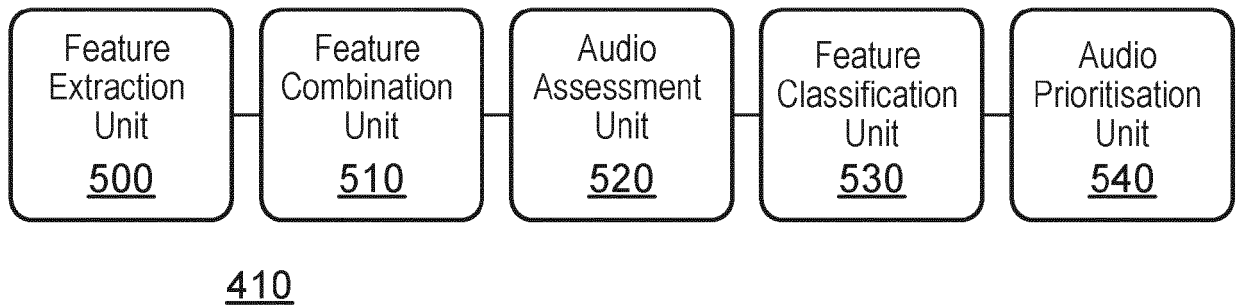 Feature
Extraction
Unit
500
Feature
Combination
Unit
510
Audio
Assessment
Unit
520
Feature
Classification
Unit
530
Audio
Prioritisation
Unit
540
410